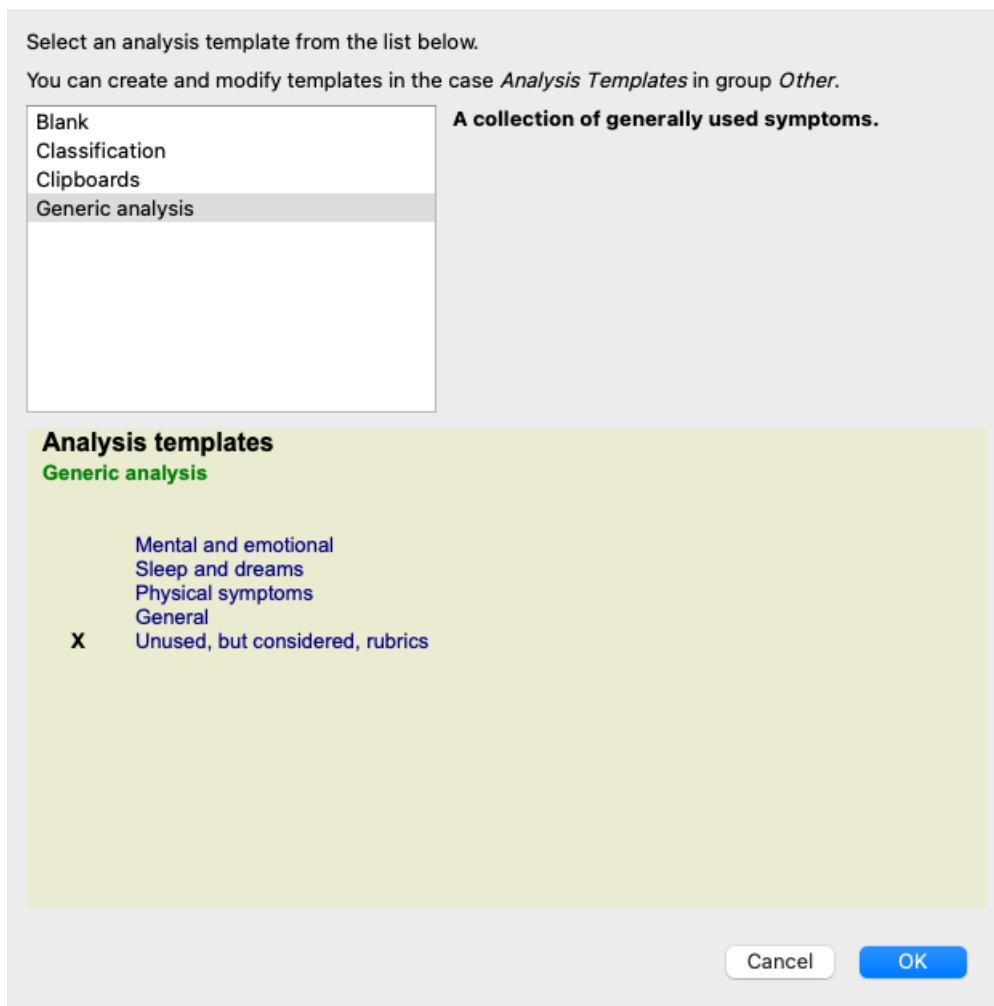 Select an analysis template from the list below.
You can create and modify templates in the case Analysis Templates in group Other.
Blank
Classification
Clipboards
Generic analysis
A collection of generally used symptoms.
Analysis templates
Generic analysis
Mental and emotional
Sleep and dreams
Physical symptoms
General
X Unused, but considered, rubrics
Cancel OK